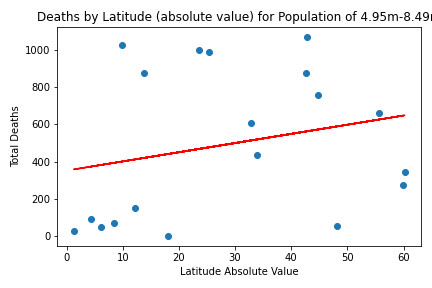 Deaths by Latitude (absolute value) for Population of 4.95m-8.49
1000
800
600
400
200
0
Total Deaths
0 10 20 30 40 50 60
Latitude Absolute Value